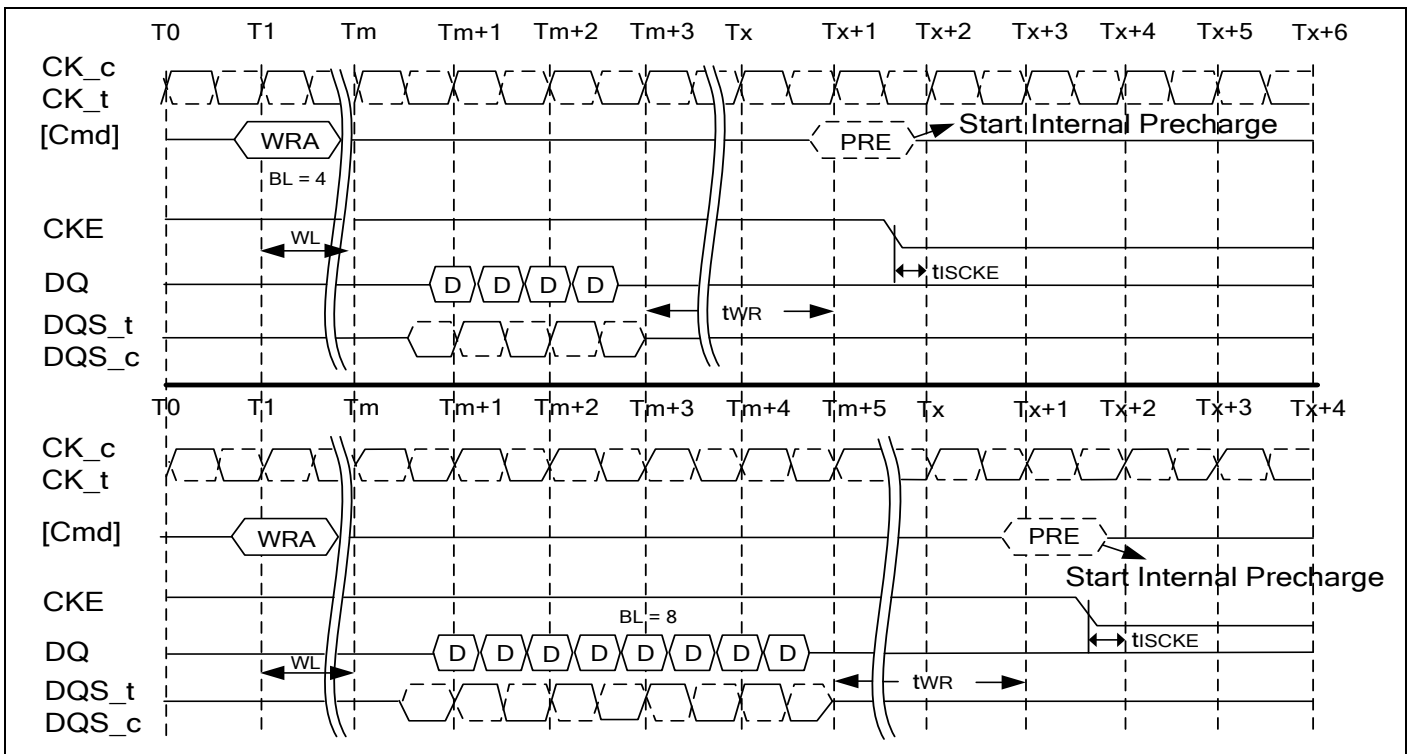 T0 T1 Tm Tm+1 Tm+2 Tm+3 Tx Tx+1 Tx+2 Tx+3 Tx+4 Tx+5 Tx+6
CK_c
CK_t
[Cmd] WRA PRE Start Internal Precharge
BL = 4
CKE
WL
tISCKE
DQ D D D D
tWR
DQS_t
DQS_c
T0 T1 Tm Tm+1 Tm+2 Tm+3 Tm+4 Tm+5 Tx Tx+1 Tx+2 Tx+3 Tx+4
CK_c
CK_t
[Cmd] WRA PRE
Start Internal Precharge
CKE
BL = 8
tISCKE
DQ D D D D D D D D
WL
tWR
DQS_t
DQS_c